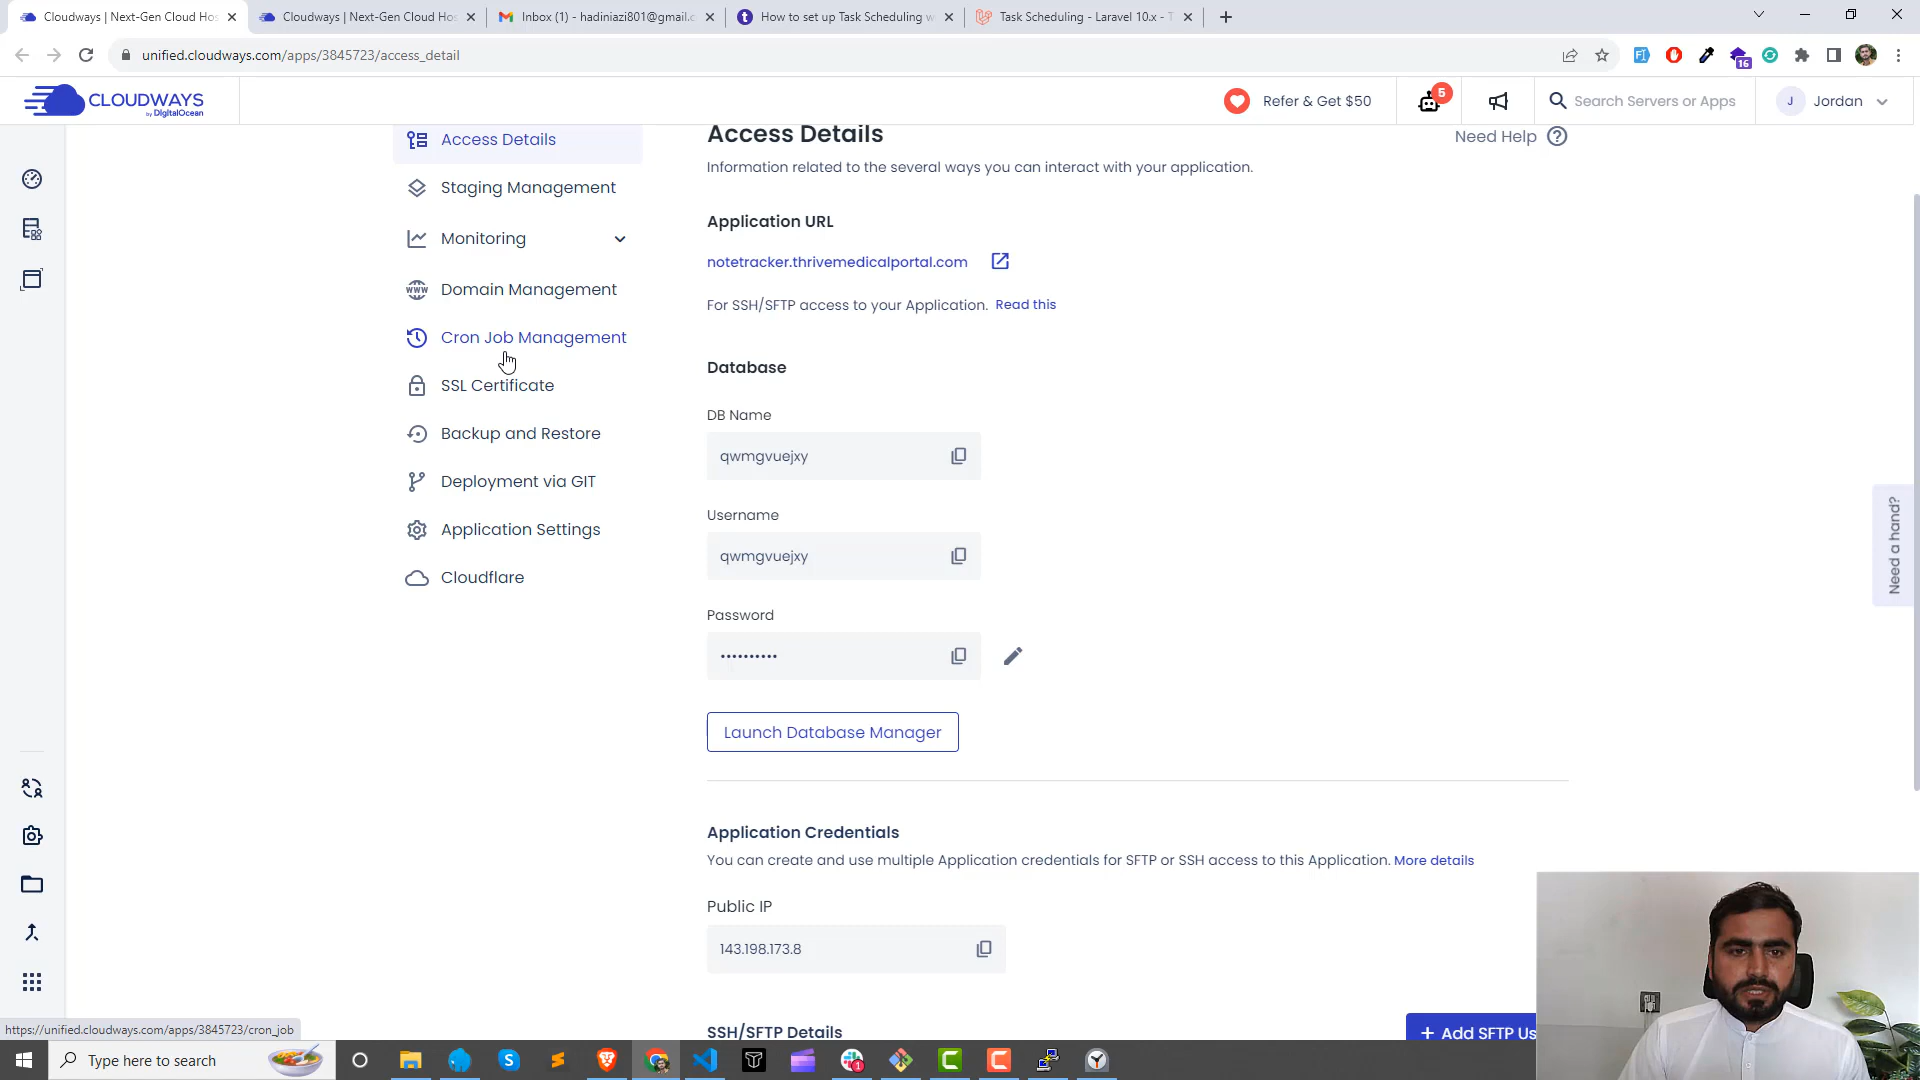 Cloudways | Next-Gen Cloud Hos
Cloudways | Next-Gen Cloud Hos
Inbox (1) - hadiniazi801@gmail.c
How to set up Task Scheduling w
Task Scheduling - Laravel 10.x - T
unified.cloudways.com/apps/3845723/access_detail
16
CLOUDWAYS
by DigitalOcean
Refer & Get $50
5
Search Servers or Apps
J
Jordan
Access Details
Staging Management
Monitoring
Domain Management
Cron Job Management
SSL Certificate
Backup and Restore
Deployment via GIT
Application Settings
Cloudflare
Access Details
Need Help
Information related to the several ways you can interact with your application.
Application URL
notetracker.thrivemedicalportal.com
For SSH/SFTP access to your Application. Read this
Database
DB Name
qwmgvuejxy
Username
qwmgvuejxy
Password
••••••••••
Launch Database Manager
Application Credentials
You can create and use multiple Application credentials for SFTP or SSH access to this Application. More details
Public IP
143.198.173.8
SSH/SFTP Details
+ Add SFTP Us
Need a hand?
https://unified.cloudways.com/apps/3845723/cron_job
Type here to search